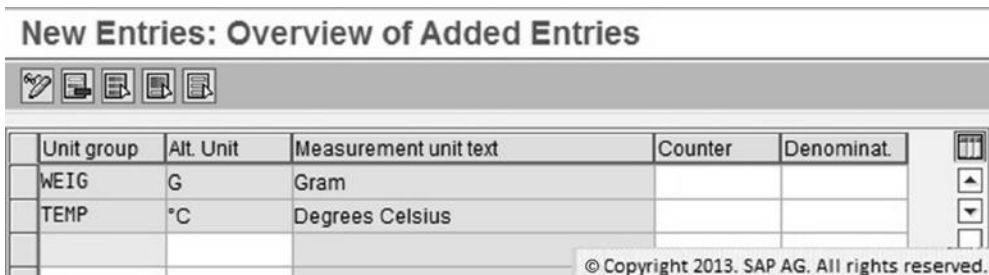 New Entries: Overview of Added Entries
Unit group Alt. Unit Measurement unit text Counter Denominat.
WEIG G Gram
TEMP °C Degrees Celsius
© Copyright 2013. SAP AG. All rights reserved.